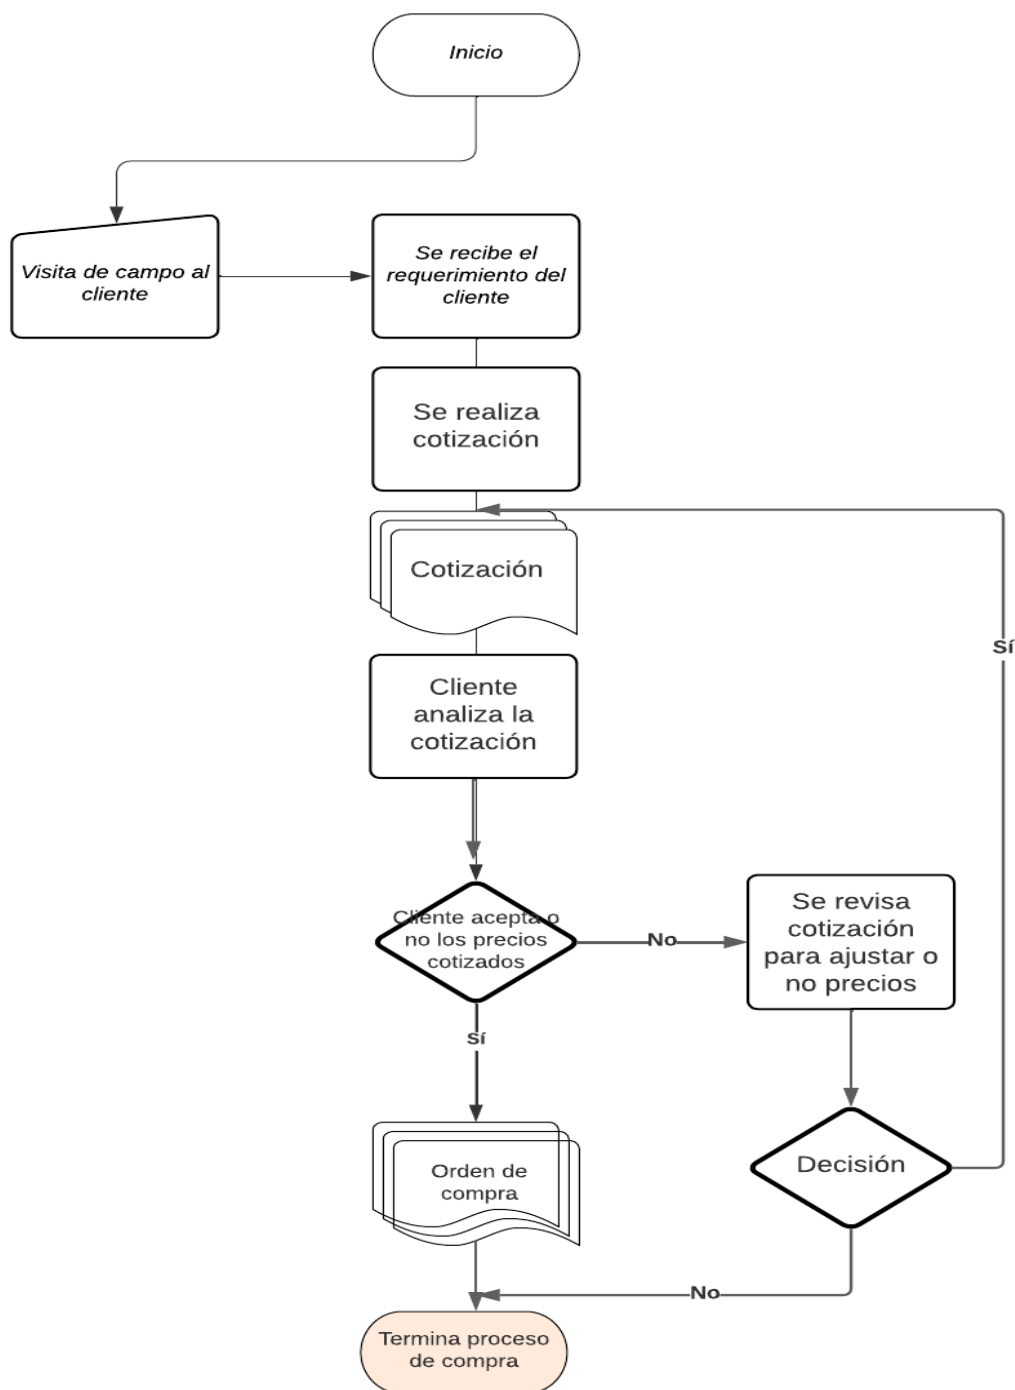 Inicio
Visita de campo al
cliente
Se recibe el
requerimiento del
cliente
Se realiza
cotización
Cotización
Sí
Cliente
analiza la
cotización
Cliente acepta o
no los precios
cotizados
No
Se revisa
cotización
para ajustar o
no precios
Sí
Orden de
compra
Decisión
No
Termina proceso
de compra